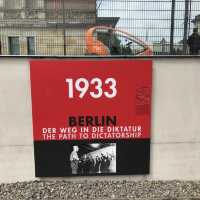 1933
BERLIN
DER WEG IN DIE DIKTATUR
THE PATH TO DICTATORSHIP